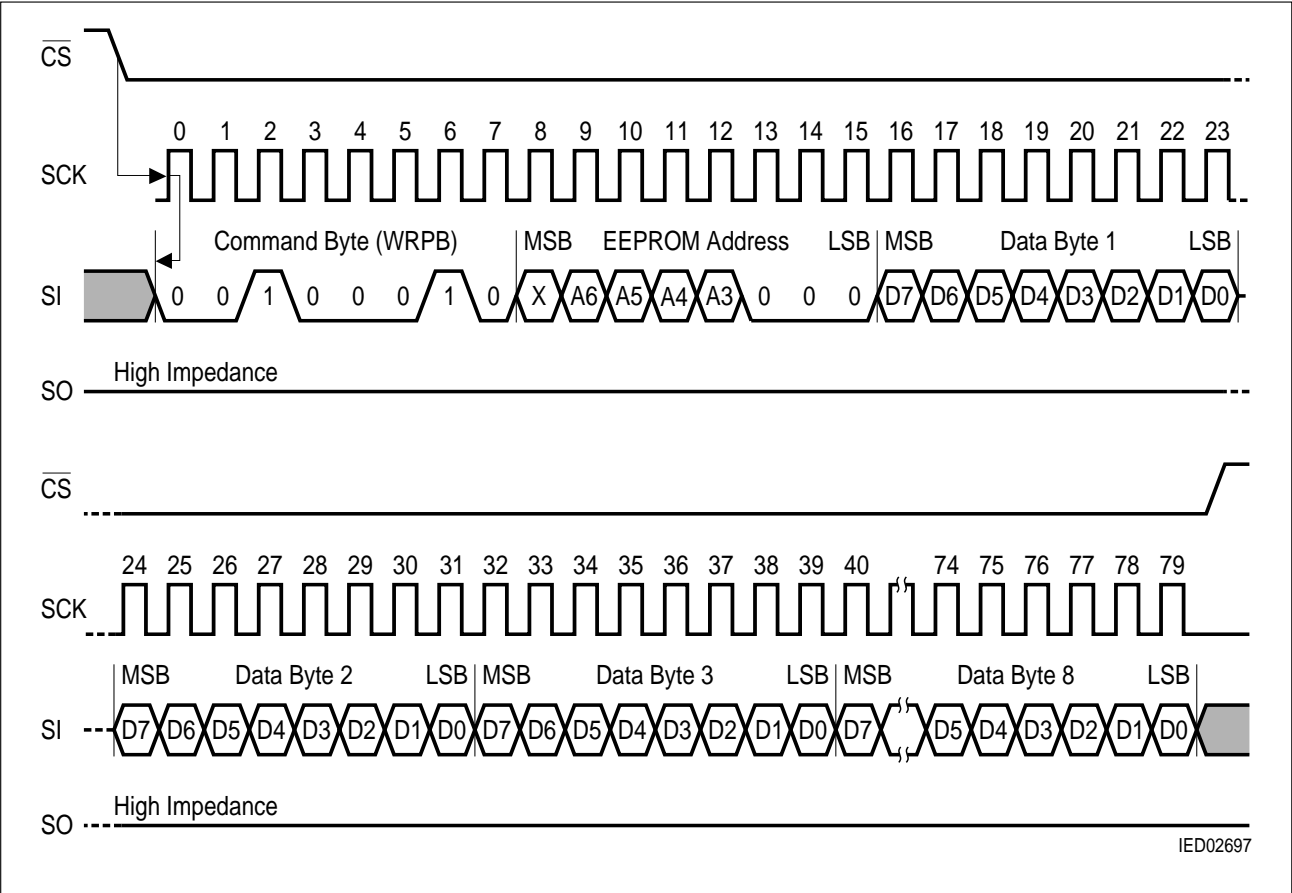 CS
0 1 2 3 4 5 6 7 8 9 10 11 12 13 14 15 16 17 18 19 20 21 22 23
SCK
Command Byte (WRPB) MSB EEPROM Address LSB MSB Data Byte 1 LSB
SI 0 0 1 0 0 0 1 0 X A6 A5 A4 A3 0 0 0 D7 D6 D5 D4 D3 D2 D1 D0
High Impedance
SO
CS
24 25 26 27 28 29 30 31 32 33 34 35 36 37 38 39 40 74 75 76 77 78 79
SCK
MSB Data Byte 2 LSB MSB Data Byte 3 LSB MSB Data Byte 8 LSB
SI D7 D6 D5 D4 D3 D2 D1 D0 D7 D6 D5 D4 D3 D2 D1 D0 D7 D5 D4 D3 D2 D1 D0
High Impedance
SO
IED02697